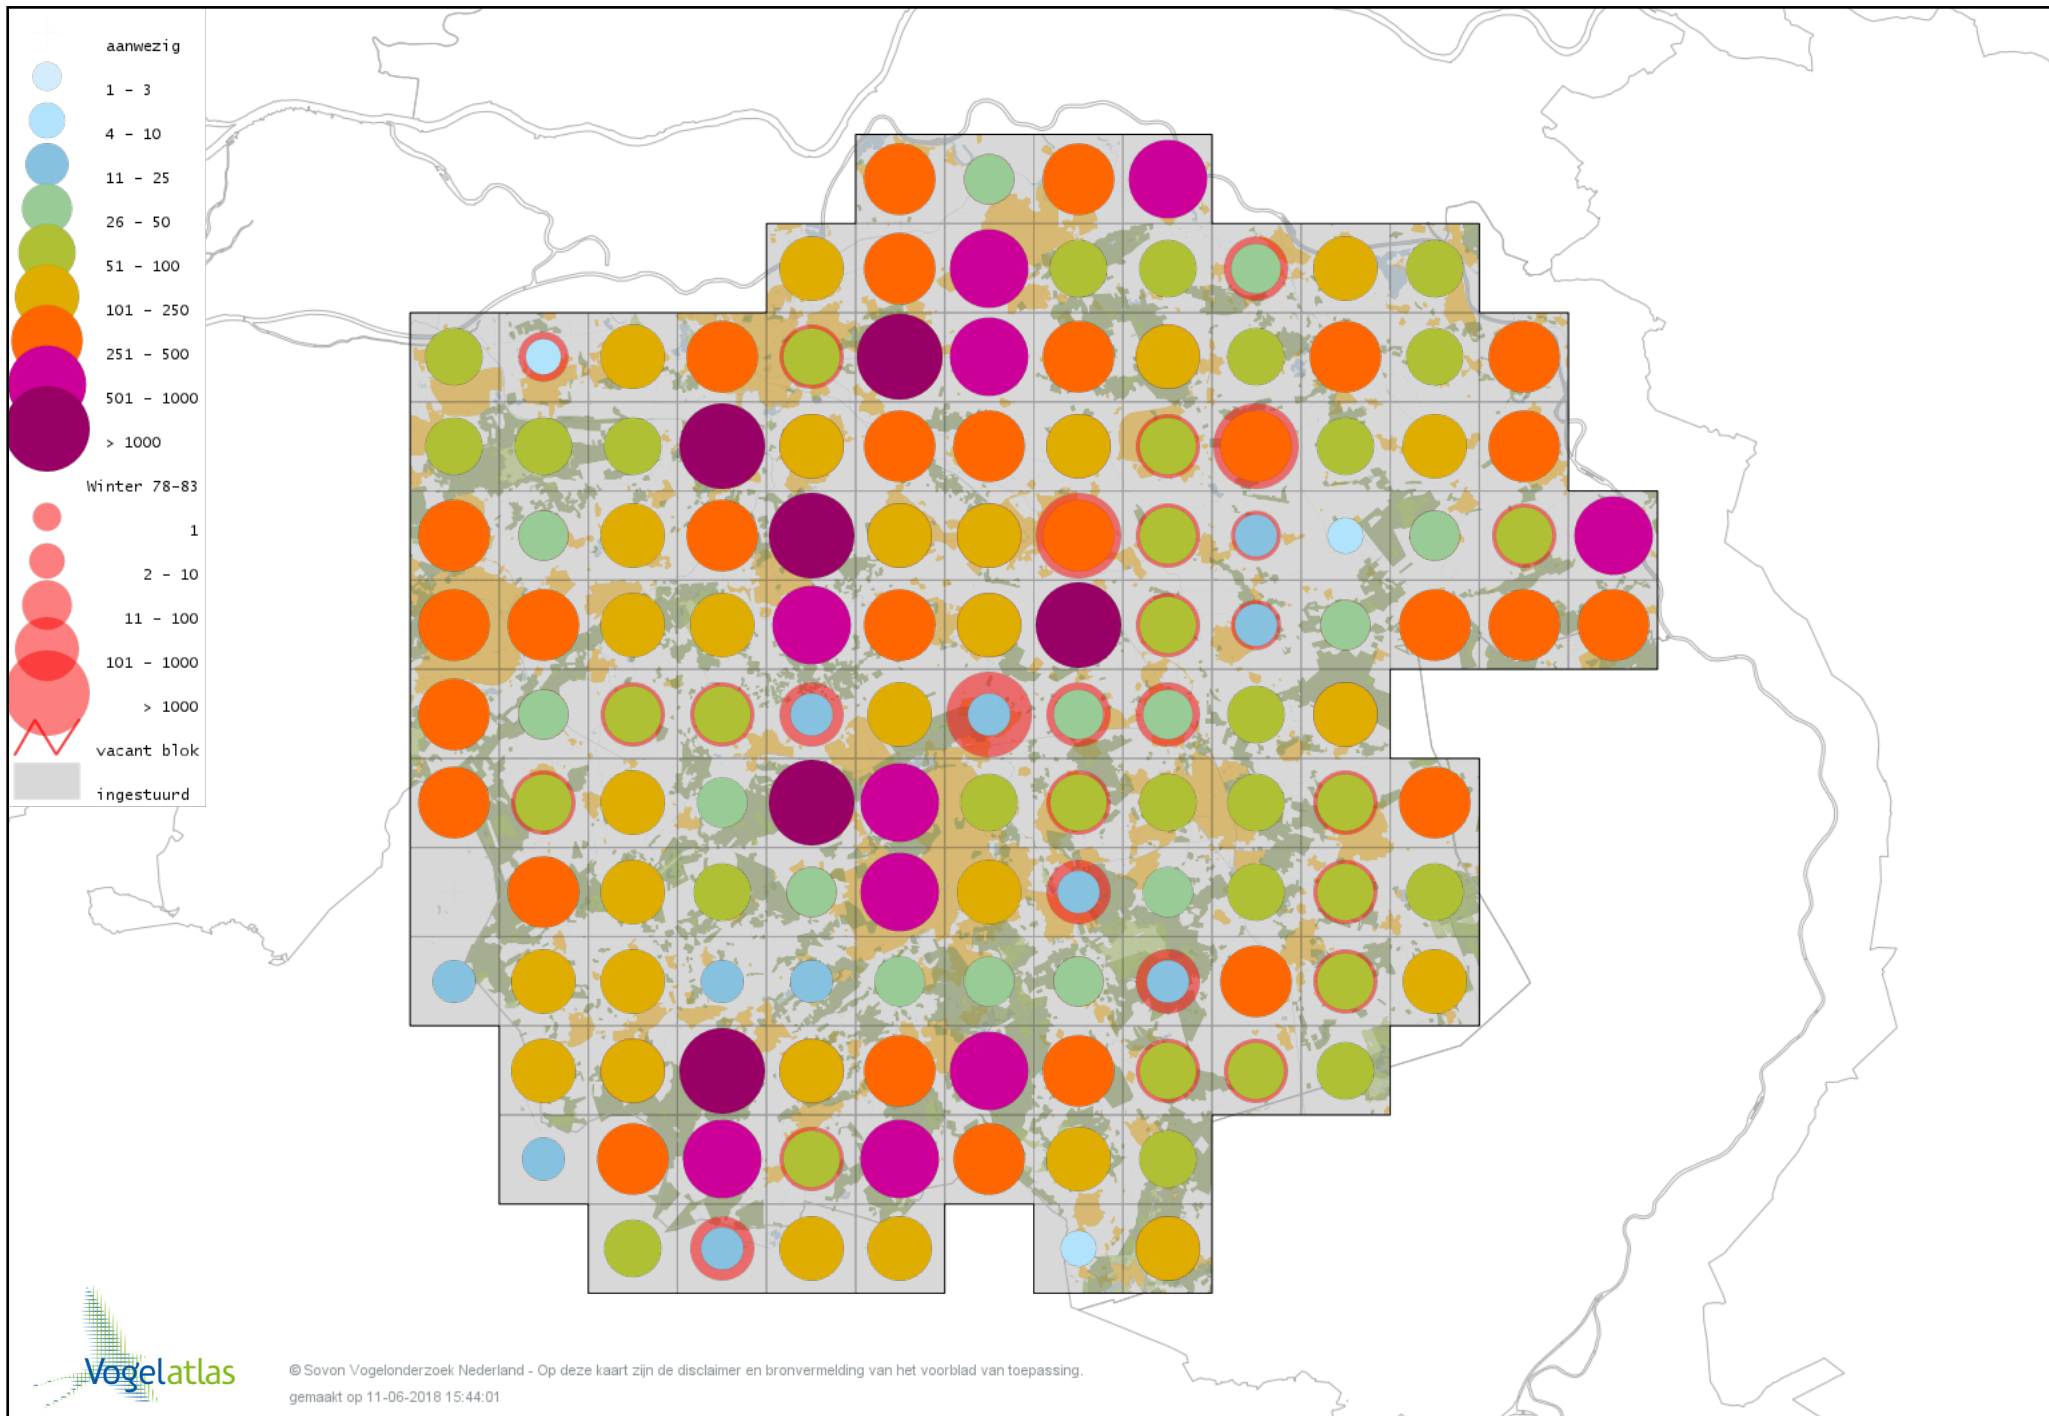 aanwezig
1 - 3
4 - 10
11 - 25
26 - 50
51 - 100
101 - 250
251 - 500
501 - 1000
> 1000
Winter 78-83
1
2 - 10
11 - 100
101 - 1000
> 1000
vacant blok
ingestuurd
Vogelatlas
© Sovon Vogelonderzoek Nederland - Op deze kaart zijn de disclaimer en bronvermelding van het voorblad van toepassing.
gemaakt op 11-06-2018 15:44:01